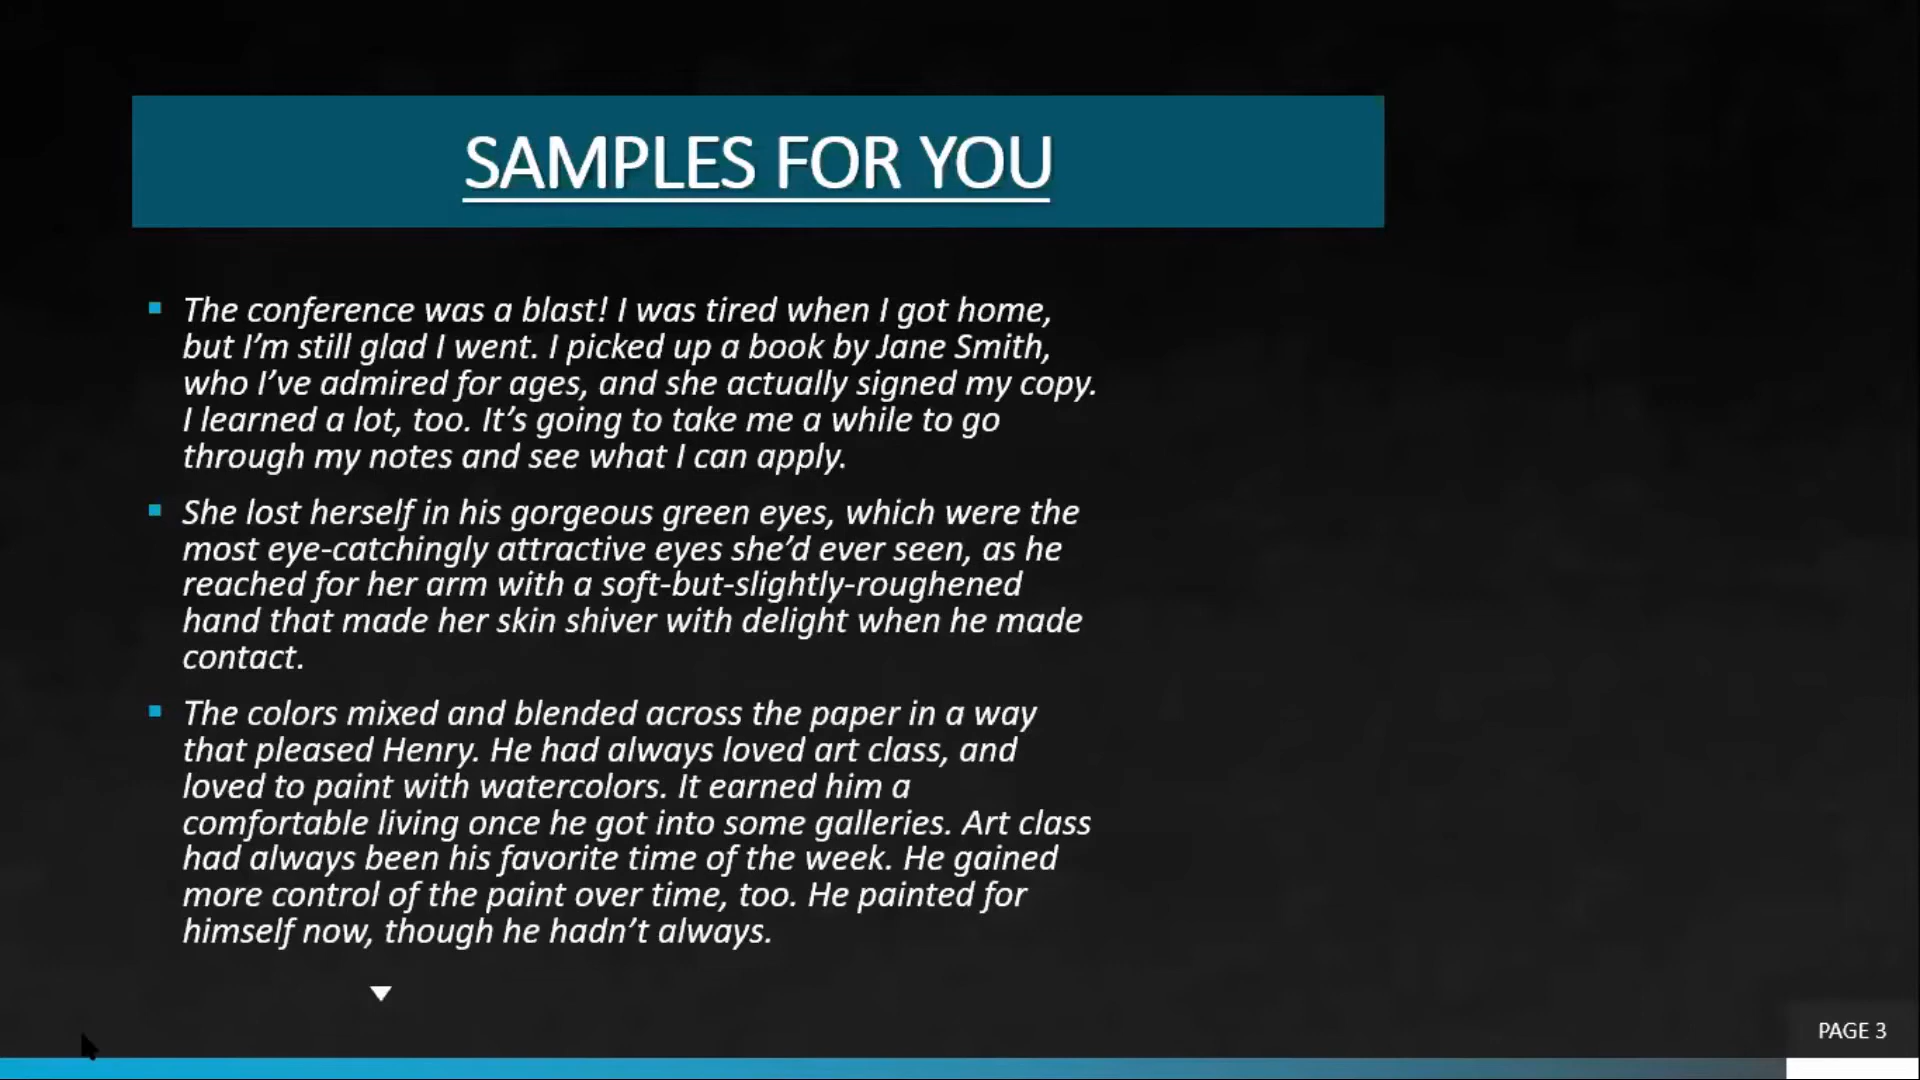 SAMPLES FOR YOU
The conference was a blast! I was tired when I got home,
but I’m still glad I went. I picked up a book by Jane Smith,
who I’ve admired for ages, and she actually signed my copy.
I learned a lot, too. It’s going to take me a while to go
through my notes and see what I can apply.
She lost herself in his gorgeous green eyes, which were the
most eye-catchingly attractive eyes she’d ever seen, as he
reached for her arm with a soft-but-slightly-roughened
hand that made her skin shiver with delight when he made
contact.
The colors mixed and blended across the paper in a way
that pleased Henry. He had always loved art class, and
loved to paint with watercolors. It earned him a
comfortable living once he got into some galleries. Art class
had always been his favorite time of the week. He gained
more control of the paint over time, too. He painted for
himself now, though he hadn’t always.
PAGE 3